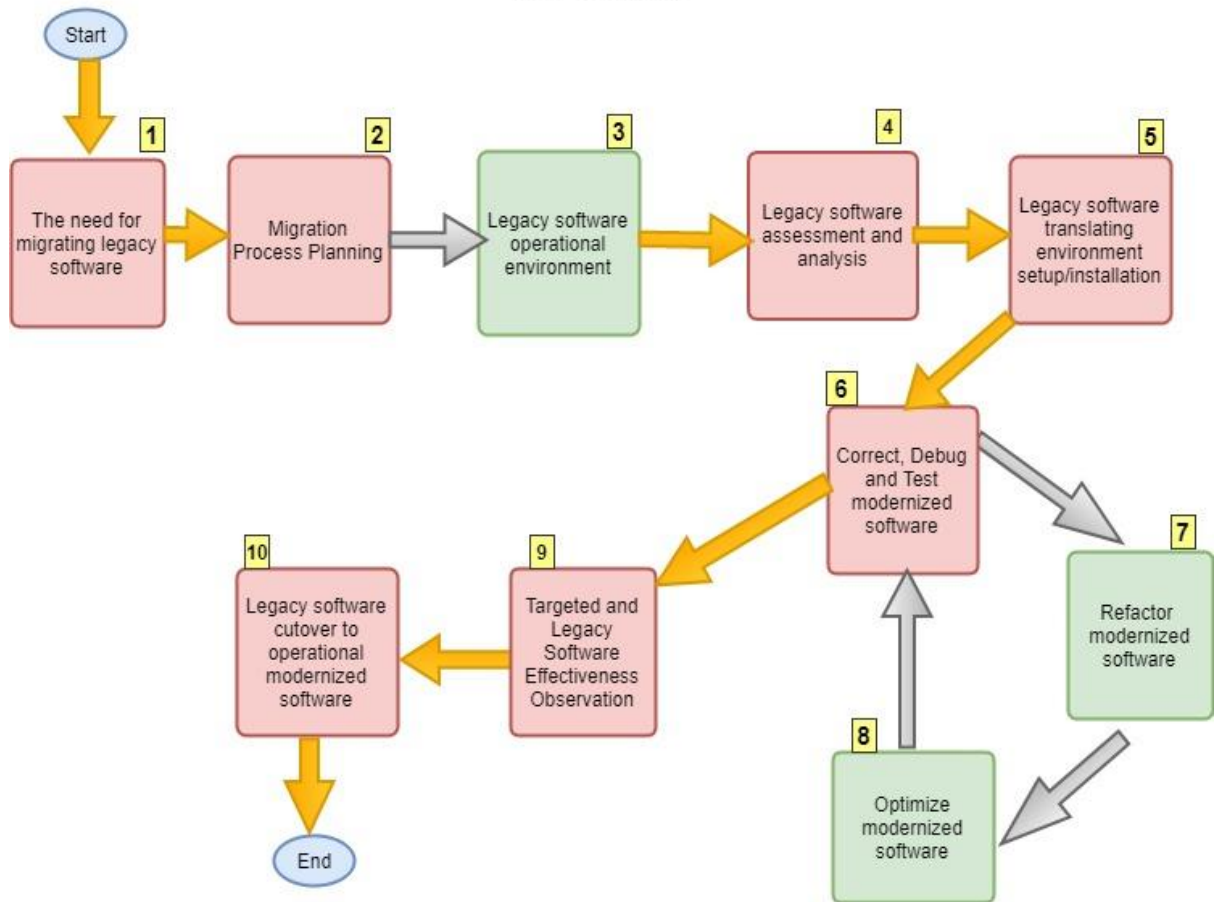 Start
1
The need for
migrating legacy
software
2
Migration
Process Planning
3
Legacy software
operational
environment
4
Legacy software
assessment and
analysis
5
Legacy software
translating
environment
setup/installation
6
Correct, Debug
and Test
modernized
software
7
Refactor
modernized
software
8
Optimize
modernized
software
9
Targeted and
Legacy
Software
Effectiveness
Observation
10
Legacy software
cutover to
operational
modernized
software
End